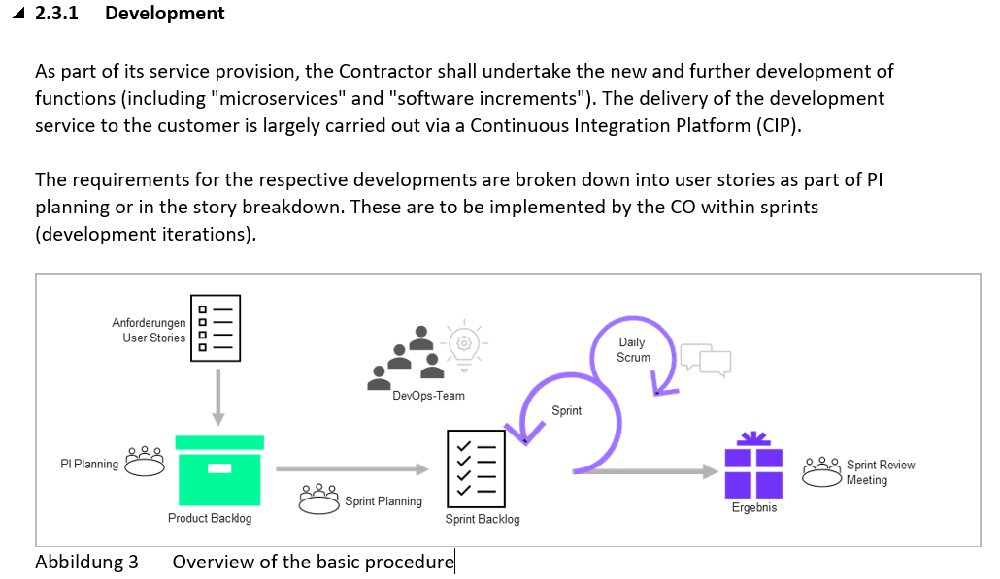 2.3.1 Development
As part of its service provision, the Contractor shall undertake the new and further development of
functions (including "microservices" and "software increments"). The delivery of the development
service to the customer is largely carried out via a Continuous Integration Platform (CIP).
The requirements for the respective developments are broken down into user stories as part of PI
planning or in the story breakdown. These are to be implemented by the CO within sprints
(development iterations).
Anforderungen
User Stories
DevOps-Team
Daily
Scrum
Sprint
PI Planning
Product Backlog
Sprint Planning
Sprint Backlog
Ergebnis
Sprint Review
Meeting
Abbildung 3 Overview of the basic procedure